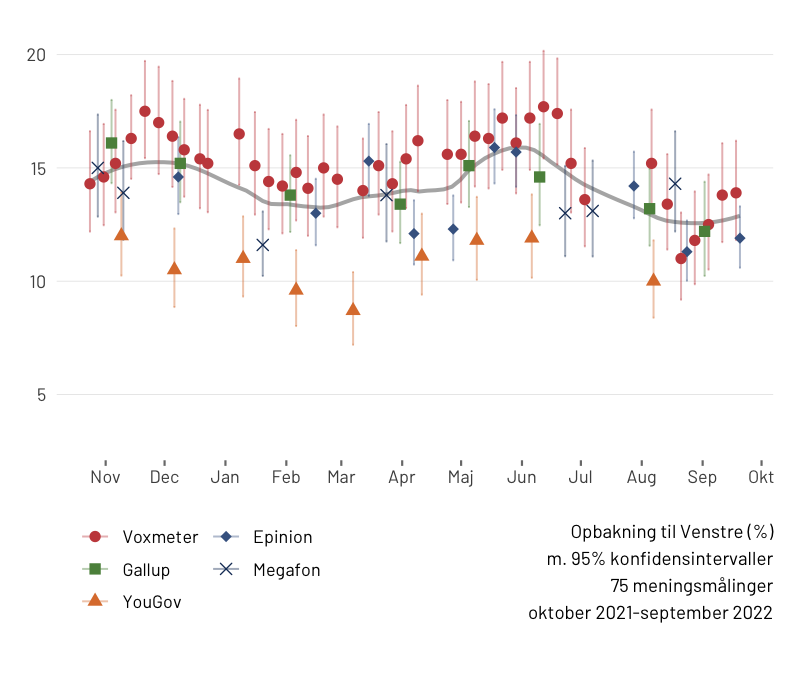 20
15
10
5
Nov Dec Jan Feb Mar Apr Maj Jun Jul Aug Sep Okt
Voxmeter Epinion
Gallup Megafon
YouGov
Opbakning til Venstre (%)
m. 95% konfidensintervaller
75 meningsmålinger
oktober 2021-september 2022